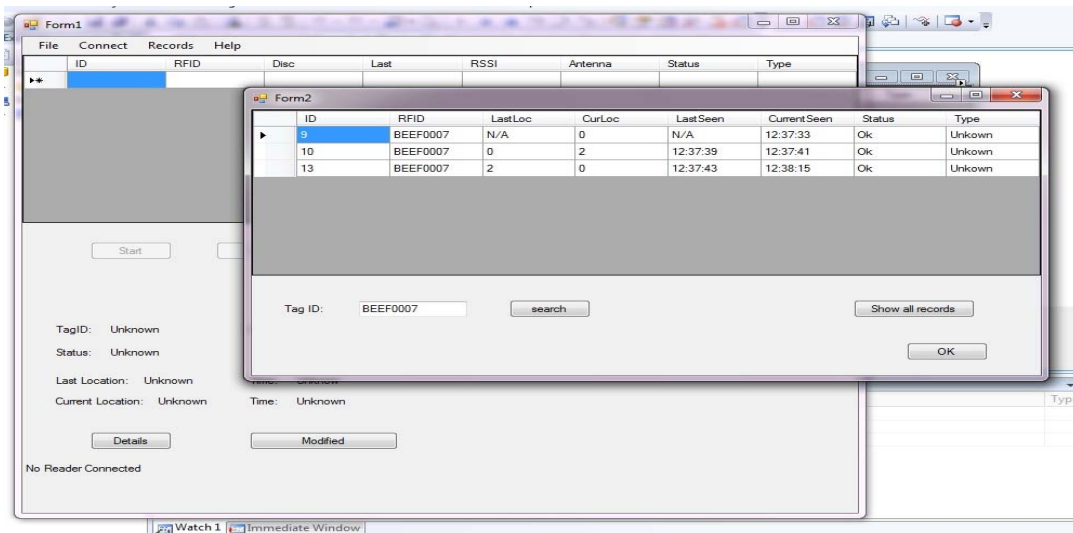 Form1
File Connect Records Help
ID RFID Disc Last RSSI Antenna Status Type
Form2
ID RFID LastLoc CurLoc LastSeen CurrentSeen Status Type
9 BEEF0007 N/A 0 N/A 12:37:33 Ok Unkown
10 BEEF0007 0 2 12:37:39 12:37:41 Ok Unkown
13 BEEF0007 2 0 12:37:43 12:38:15 Ok Unkown
Start
Tag ID: BEEF0007 search Show all records
OK
TagID: Unknown
Status: Unknown
Last Location: Unknown Time:
Current Location: Unknown Time: Unknown
Details Modified
No Reader Connected
Watch 1 Immediate Window